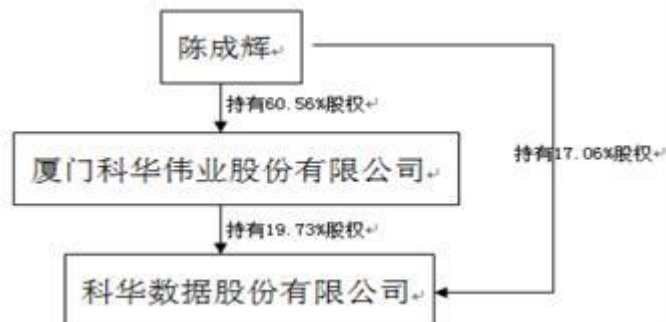 陈成辉
持有60.56%股权
厦门科华伟业股份有限公司
持有17.06%股权
持有19.73%股权
科华数据股份有限公司